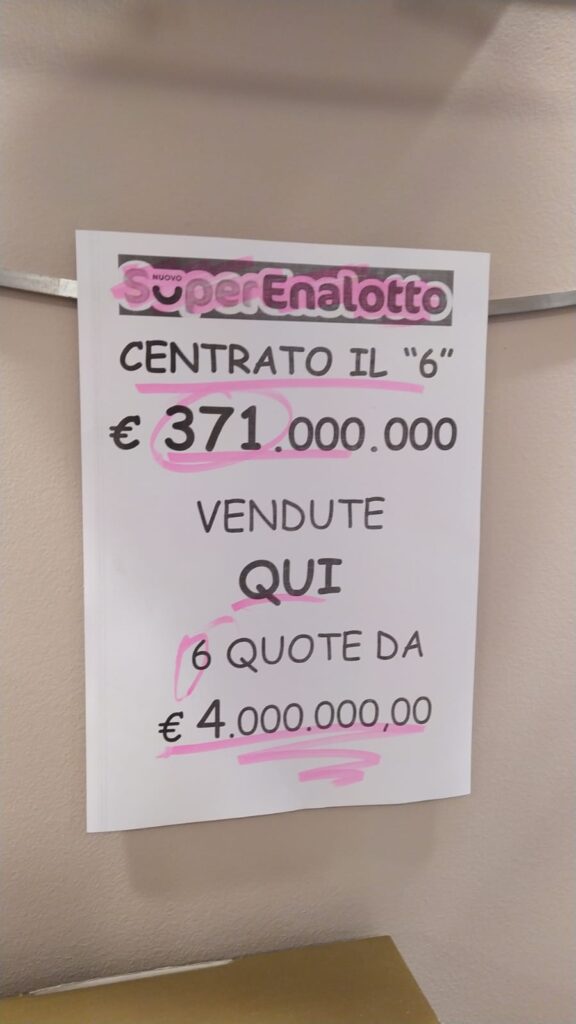 NUOVO
SuperEnalotto
CENTRATO IL "6"
€ 371.000.000
VENDUTE
QUI
6 QUOTE DA
€ 4.000.000,00